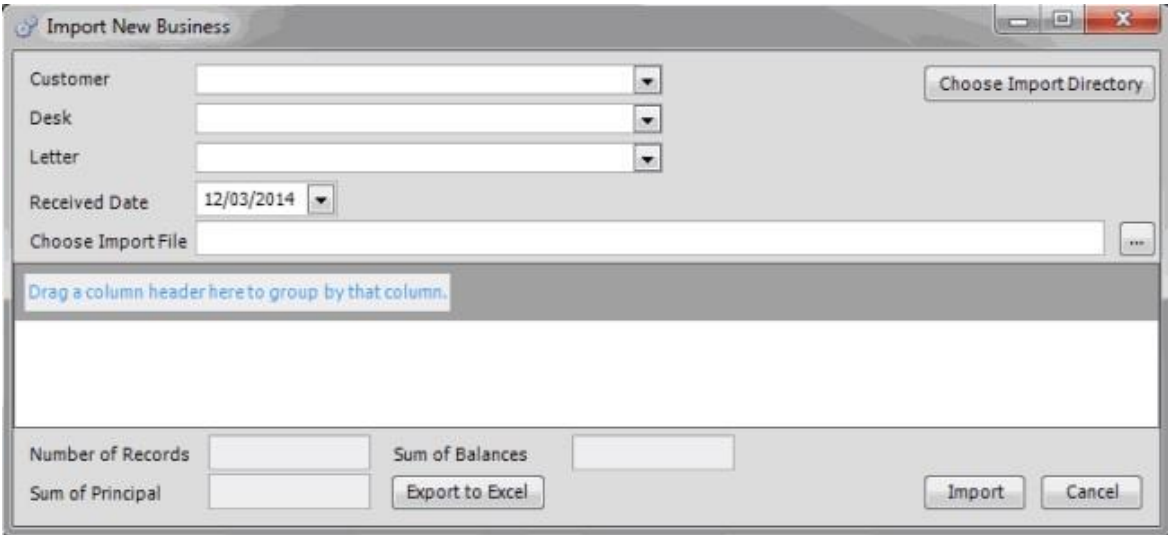 Import New Business
Customer
Choose Import Directory
Desk
Letter
Received Date 12/03/2014
Choose Import File ...
Drag a column header here to group by that column.
Number of Records Sum of Balances
Sum of Principal Export to Excel Import Cancel